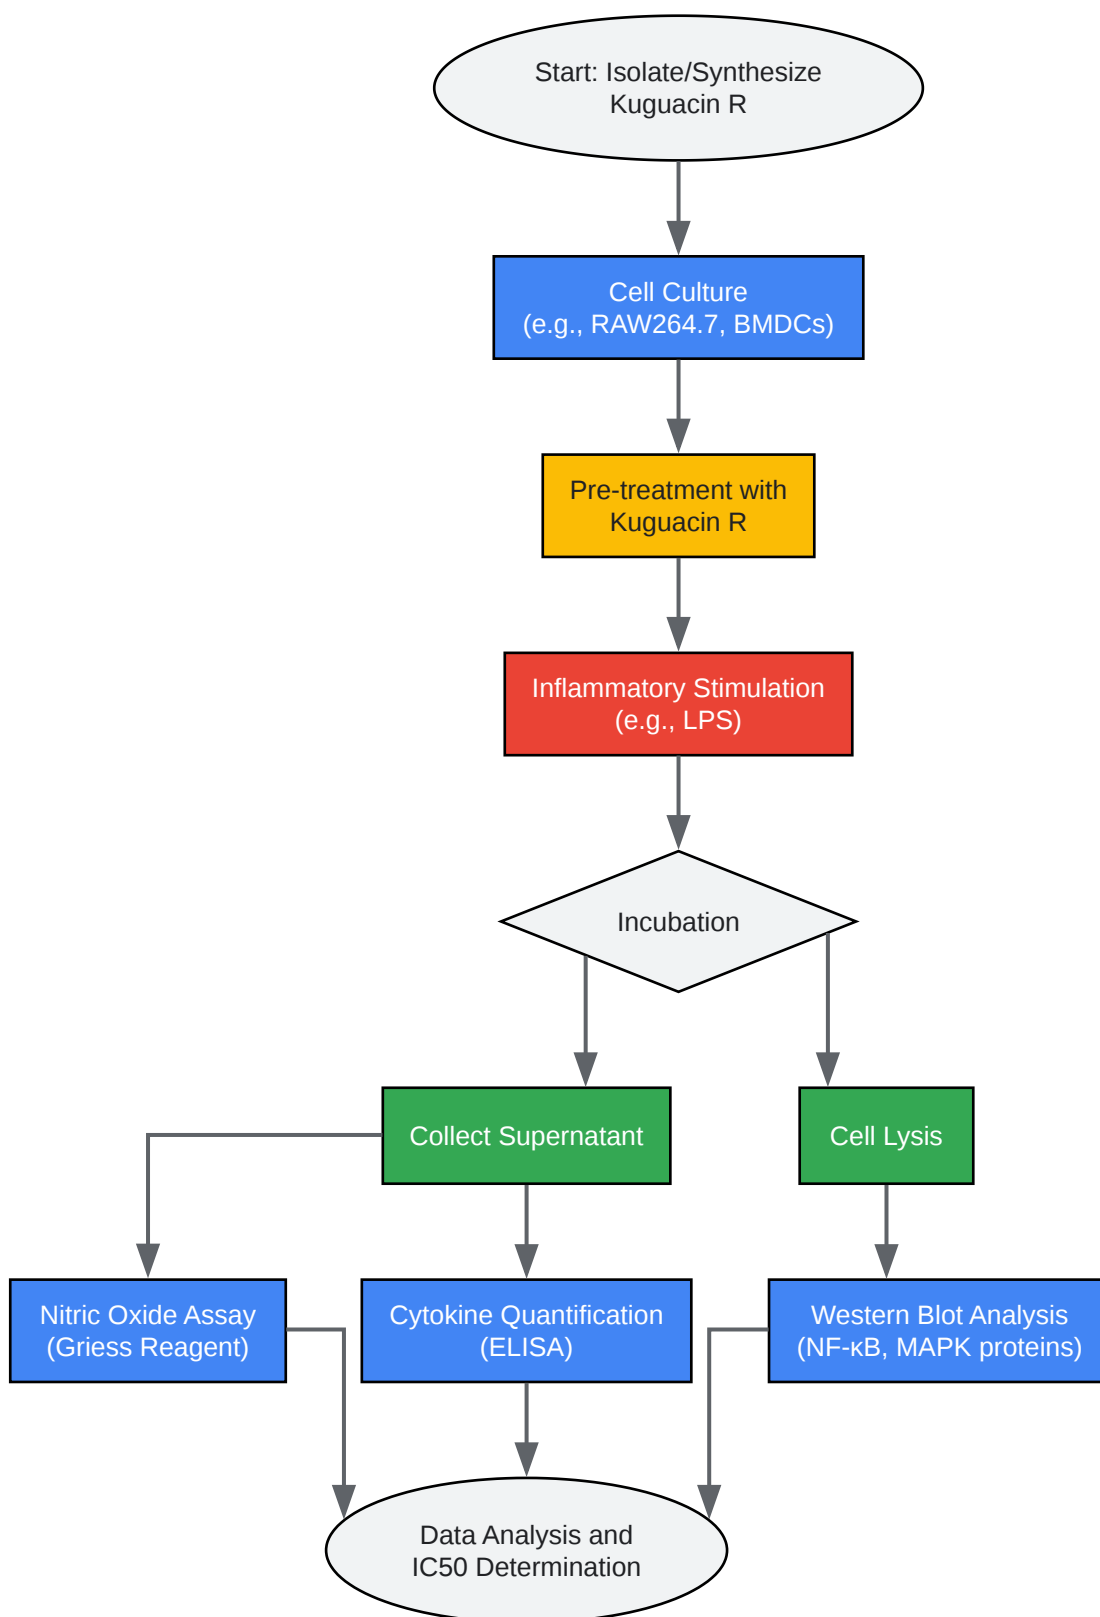 Start: Isolate/Synthesize
Kuguacin R
Cell Culture
(e.g., RAW264.7, BMDCs)
Pre-treatment with
Kuguacin R
Inflammatory Stimulation
(e.g., LPS)
Incubation
Collect Supernatant
Cell Lysis
Nitric Oxide Assay
(Griess Reagent)
Cytokine Quantification
(ELISA)
Western Blot Analysis
(NF-κB, MAPK proteins)
Data Analysis and
IC50 Determination